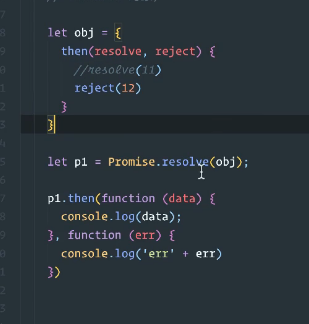 let obj = {
then(resolve, reject) {
//resolve(11)
reject(12)
}
}
let p1 = Promise.resolve(obj);
p1.then(function (data) {
console.log(data);
}, function (err) {
console.log('err' + err)
})